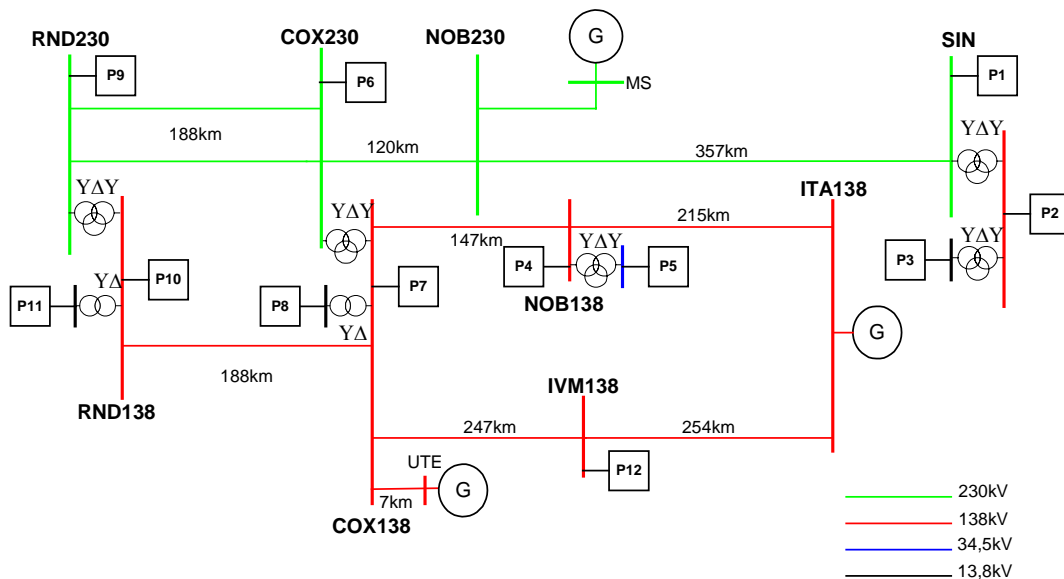 RND230
COX230
NOB230
G
SIN
P9
P6
MS
P1
188km
120km
357km
YΔY
YΔY
YΔY
ITA138
147km
215km
YΔY
P2
P4
P5
P3
YΔY
NOB138
P11
YΔ
P10
P8
P7
YΔ
G
188km
RND138
IVM138
247km
254km
UTE
P12
G
7km
COX138
230kV
138kV
34,5kV
13,8kV